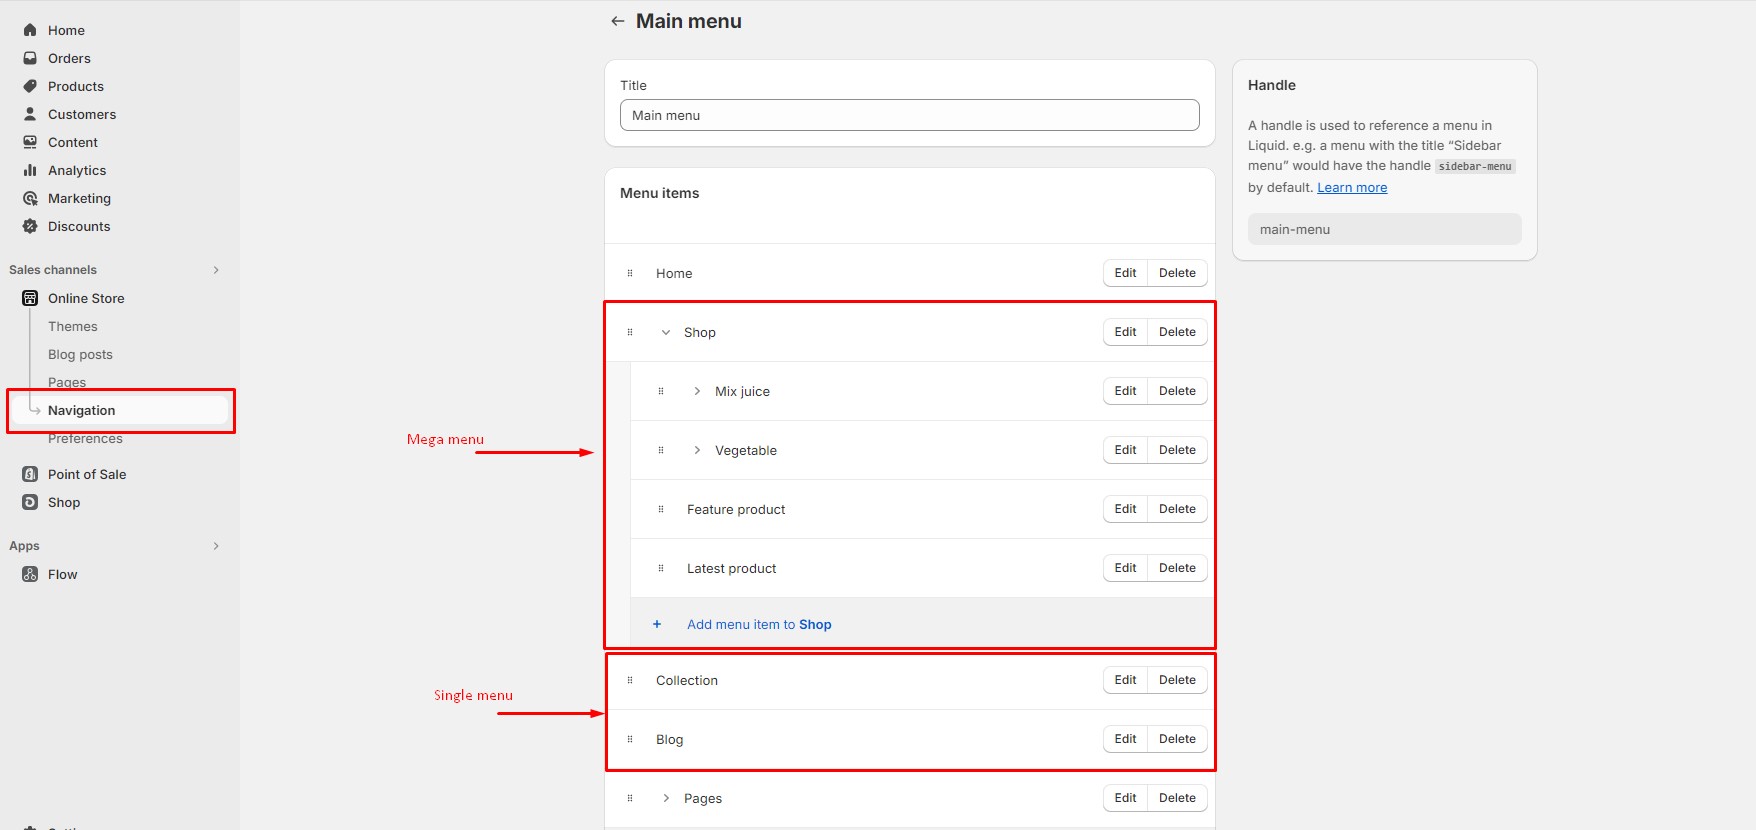 Home
Orders
Products
Customers
Content
Analytics
Marketing
Discounts
Sales channels
Online Store
Themes
Blog posts
Pages
Navigation
Preferences
Point of Sale
Shop
Apps
Flow
Main menu
Title
Main menu
Menu items
Home Edit Delete
Shop Edit Delete
Mix juice Edit Delete
Vegetable Edit Delete
Feature product Edit Delete
Latest product Edit Delete
+ Add menu item to Shop
Collection Edit Delete
Blog Edit Delete
Pages Edit Delete
Mega menu
Single menu
Handle
A handle is used to reference a menu in
Liquid. e.g. a menu with the title “Sidebar
menu” would have the handle sidebar-menu
by default. Learn more
main-menu